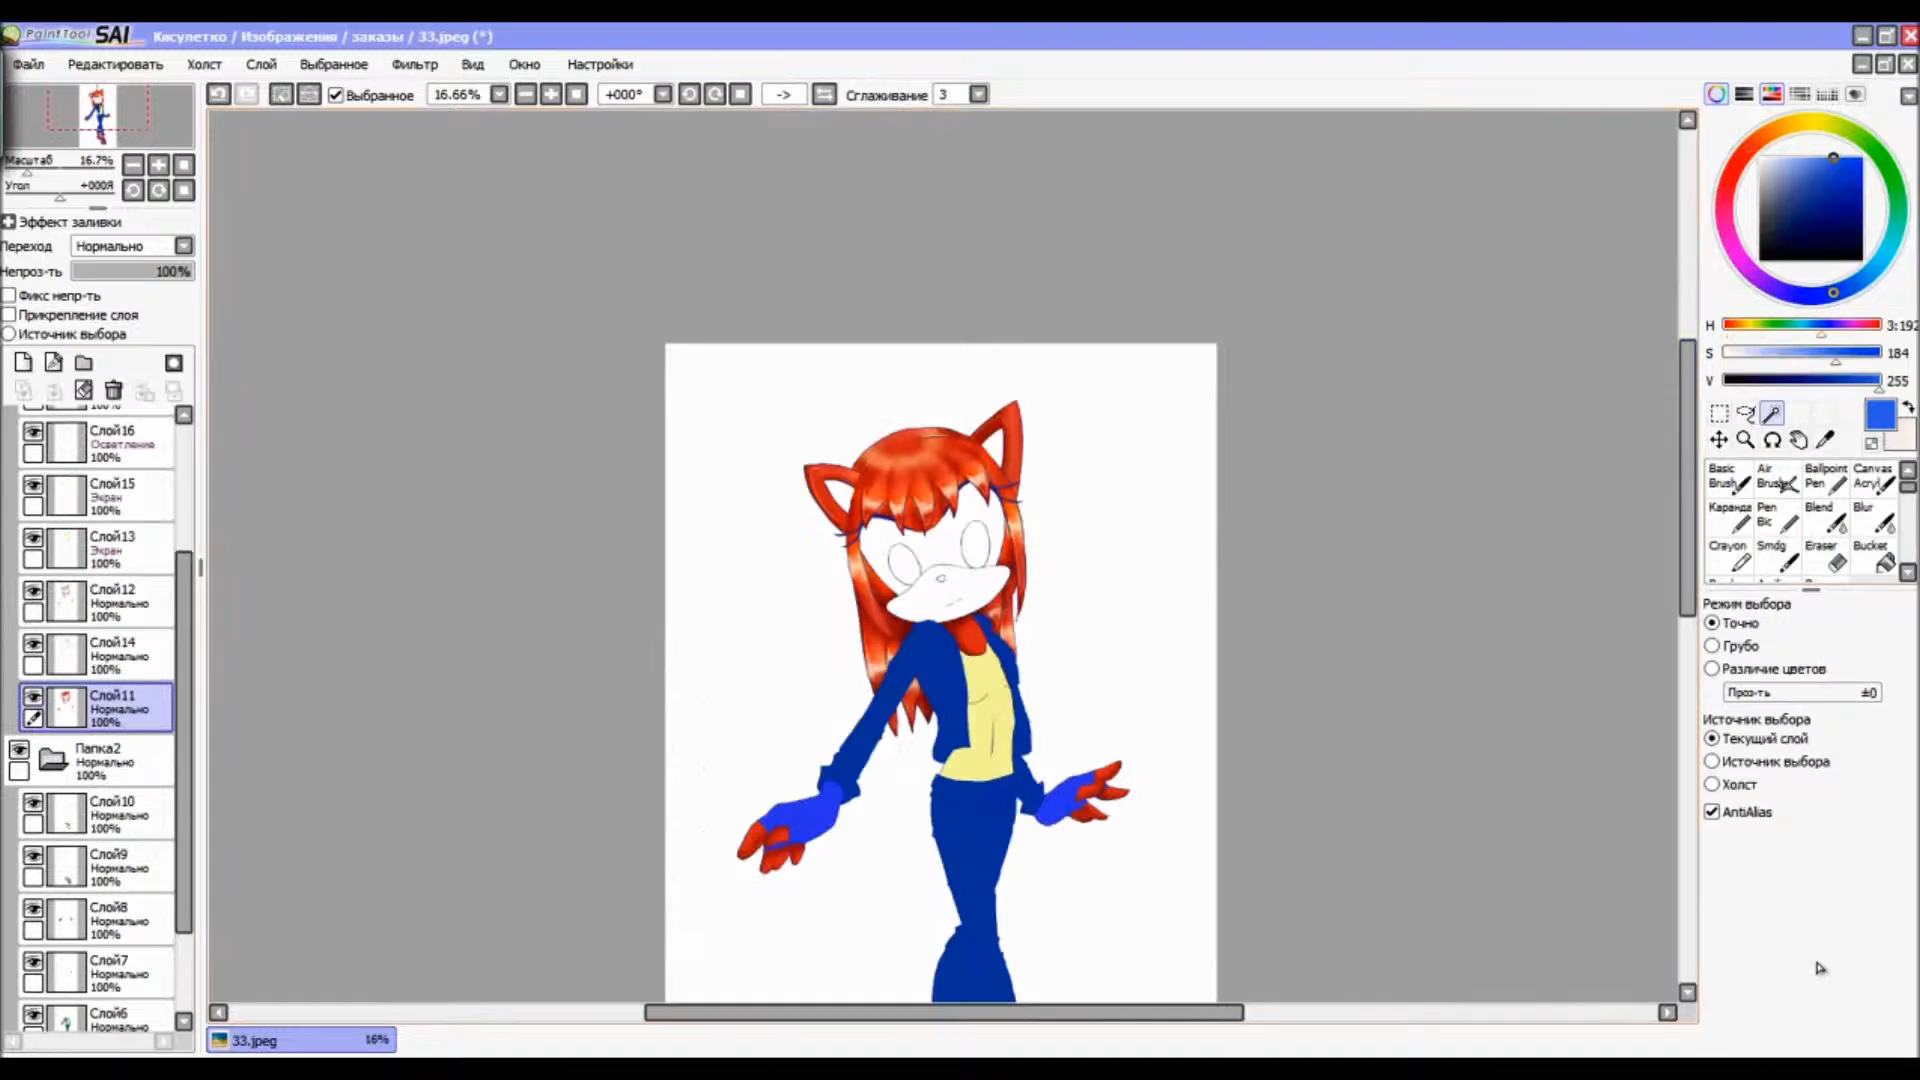 PaintTool SAI Кисулетко / Изображения / заказы / 33.jpeg (*)
Файл Редактировать Холст Слой Выбранное Фильтр Вид Окно Настройки
Выбранное 16.66% +000° -> Сглаживание 3
Масштаб 16.7%
Угол +000Я
Эффект заливки
Переход Нормально
Непроз-ть 100%
Фикс непр-ть
Прикрепление слоя
Источник выбора
100%
Слой16
Осветление
100%
Слой15
Экран
100%
Слой13
Экран
100%
Слой12
Нормально
100%
Слой14
Нормально
100%
Слой11
Нормально
100%
Папка2
Нормально
100%
Слой10
Нормально
100%
Слой9
Нормально
100%
Слой8
Нормально
100%
Слой7
Нормально
100%
Слой6
Нормально
33.jpeg 16%
H 3:192
S 184
V 255
Basic Brush
Air Brush
Ballpoint Pen
Canvas Acryl
Каранда
Pen Bic
Blend
Blur
Crayon
Smdg
Eraser
Bucket
Режим выбора
Точно
Грубо
Различие цветов
Проз-ть ±0
Источник выбора
Текущий слой
Источник выбора
Холст
AntiAlias